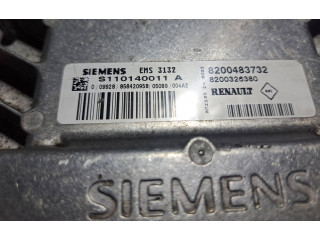 SIEMENS EMS 3132
S110140011 A
8200483732
8200326380
RENAULT
SIEMENS